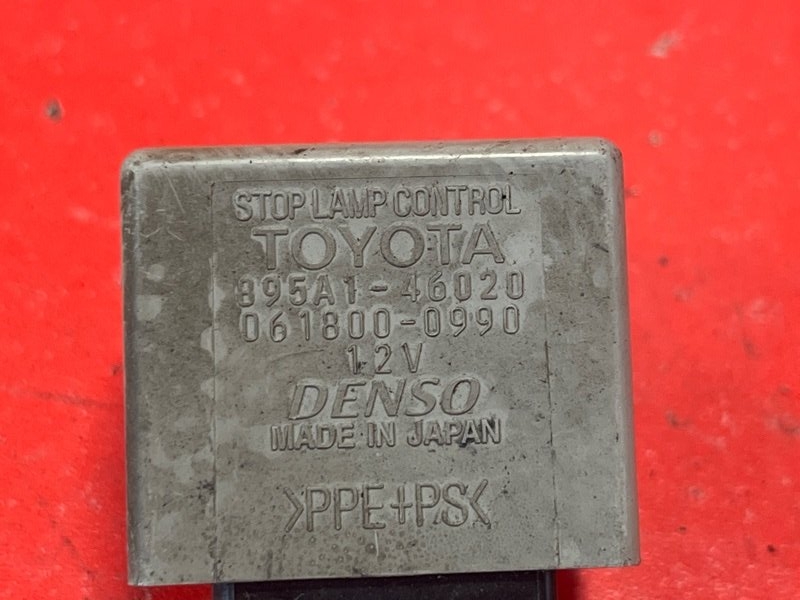 STOP LAMP CONTROL
TOYOTA
895A1-46020
061800-0990
12V
DENSO
MADE IN JAPAN
>PPE+PS<